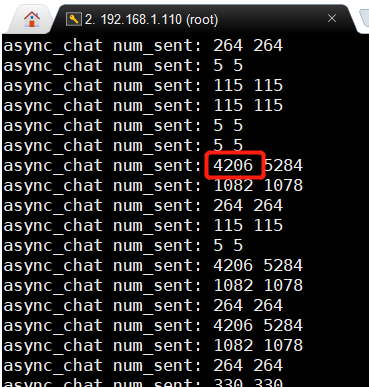 2. 192.168.1.110 (root)
async_chat num_sent: 264 264
async_chat num_sent: 5 5
async_chat num_sent: 115 115
async_chat num_sent: 115 115
async_chat num_sent: 5 5
async_chat num_sent: 5 5
async_chat num_sent: 4206 5284
async_chat num_sent: 1082 1078
async_chat num_sent: 264 264
async_chat num_sent: 115 115
async_chat num_sent: 5 5
async_chat num_sent: 4206 5284
async_chat num_sent: 1082 1078
async_chat num_sent: 264 264
async_chat num_sent: 4206 5284
async_chat num_sent: 1082 1078
async_chat num_sent: 264 264
async_chat num_sent: 330 330